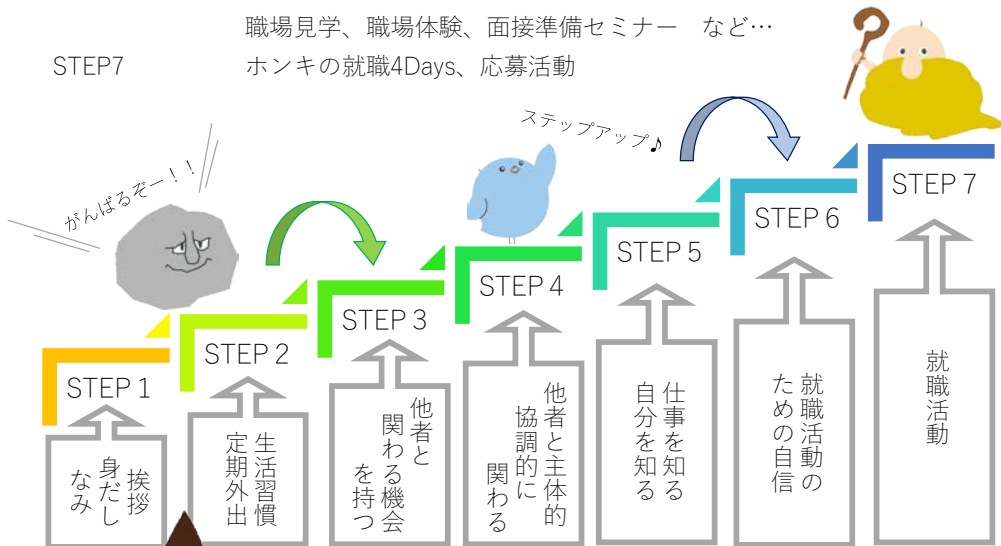 職場見学、職場体験、面接準備セミナー　など…
STEP7
ホンキの就職4Days、応募活動
がんばるぞー！！
ステップアップ♪
STEP 1
STEP 2
STEP 3
STEP 4
STEP 5
STEP 6
STEP 7
挨拶
身だし
なみ
生活習慣
定期外出
他者と
関わる機会
を持つ
他者と主体的
協調的に
関わる
仕事を知る
自分を知る
就職活動の
ための自信
就職活動